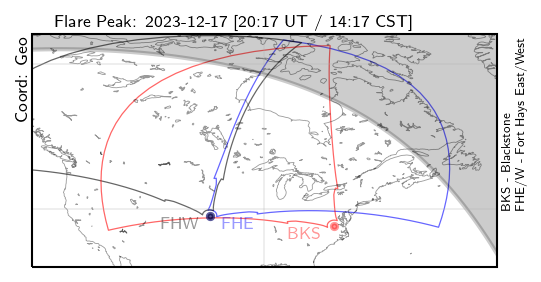 Flare Peak: 2023-12-17 [20:17 UT / 14:17 CST]
Coord: Geo
FHW
FHE
BKS
BKS - Blackstone
FHE/W - Fort Hays East/West